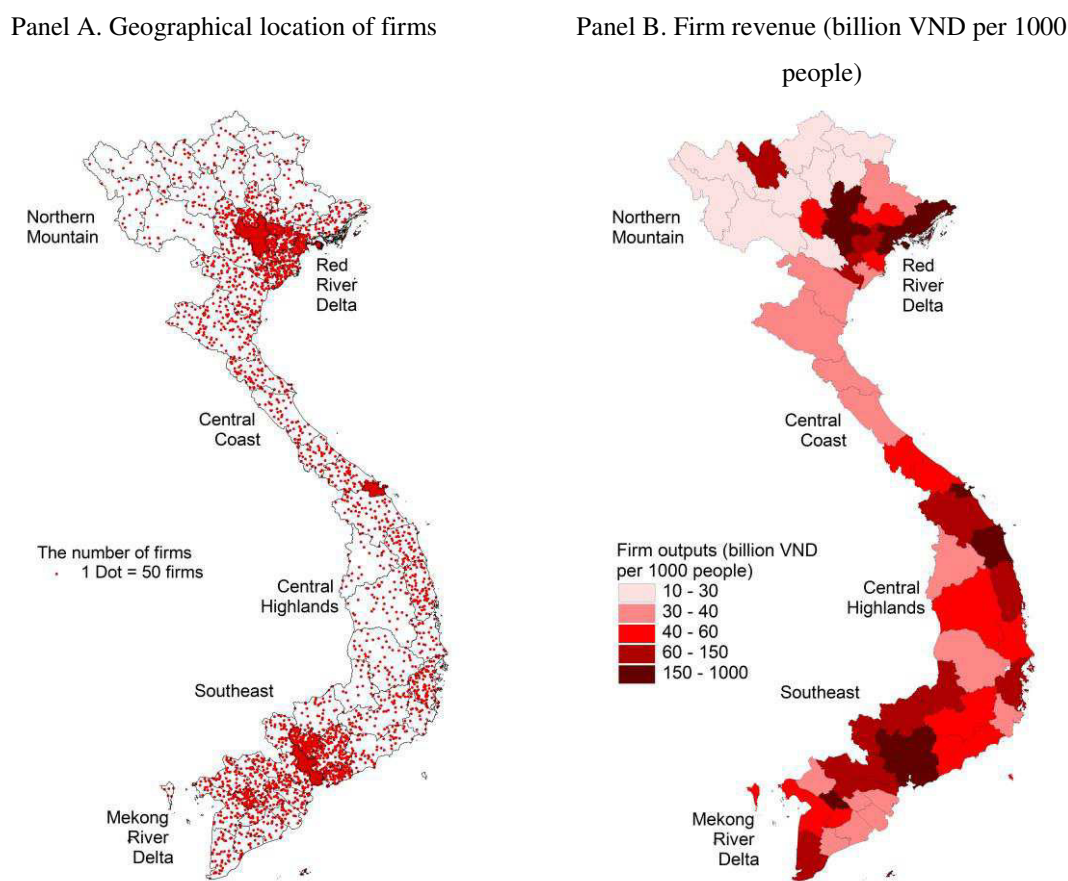 Panel A. Geographical location of firms
Panel B. Firm revenue (billion VND per 1000
people)
Northern
Mountain
Red
River
Delta
Central
Coast
The number of firms
1 Dot = 50 firms
Central
Highlands
Southeast
Mekong
River
Delta
Northern
Mountain
Red
River
Delta
Central
Coast
Firm outputs (billion VND
per 1000 people)
10 - 30
30 - 40
40 - 60
60 - 150
150 - 1000
Central
Highlands
Southeast
Mekong
River
Delta